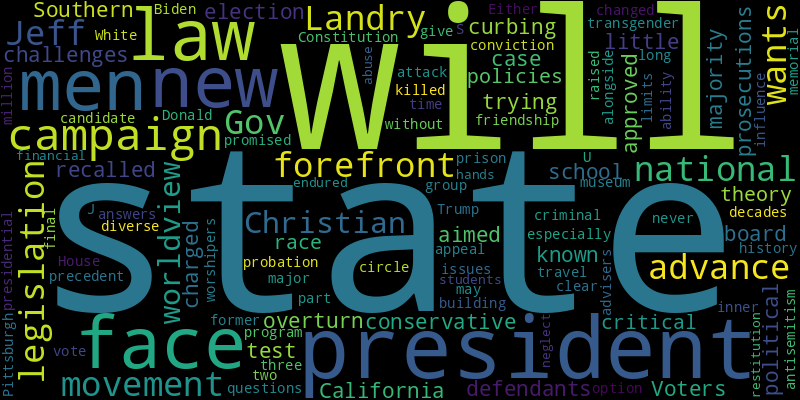 Southern
Biden
election
Landry
Either
changed
Jeff
White
law
Constitution
give
s
curbing
transgender
Wants
challenges
conviction
little
long
men
new
Will
abuse
attack
case
policies
raised
alongside
approved
limits
ability
majority
prosecutions
influence
memorial
million
killed
time
trying
candidate
Donald
Gov
promised
without
friendship
campaign
financial
recalled
forefront
prison
hands
school
U
museum
national
endured
group
theory
legislation
worldview
state
J
answers
diverse
Christian
Trump
criminal
never
decades
final
charged
worshipers
race
aimed
especially
board
history
presidential
House
precedent
probation
major
circle
appeal
issues
students
known
travel
clear
advisers
advance
part
may
building
inner
political
antisemitism
Pittsburgh
face
former
overturn
conservative
president
neglect
critical
restitution
vote
program
test
three
two
movement
questions
California
defendants
option
Voters